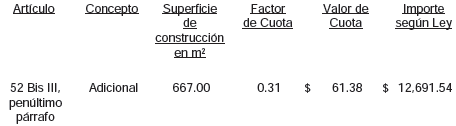 Artículo Concepto Superficie de construcción en m² Factor de Cuota Valor de Cuota Importe según Ley
52 Bis III, penúltimo párrafo Adicional 667.00 0.31 $ 61.38 $ 12,691.54